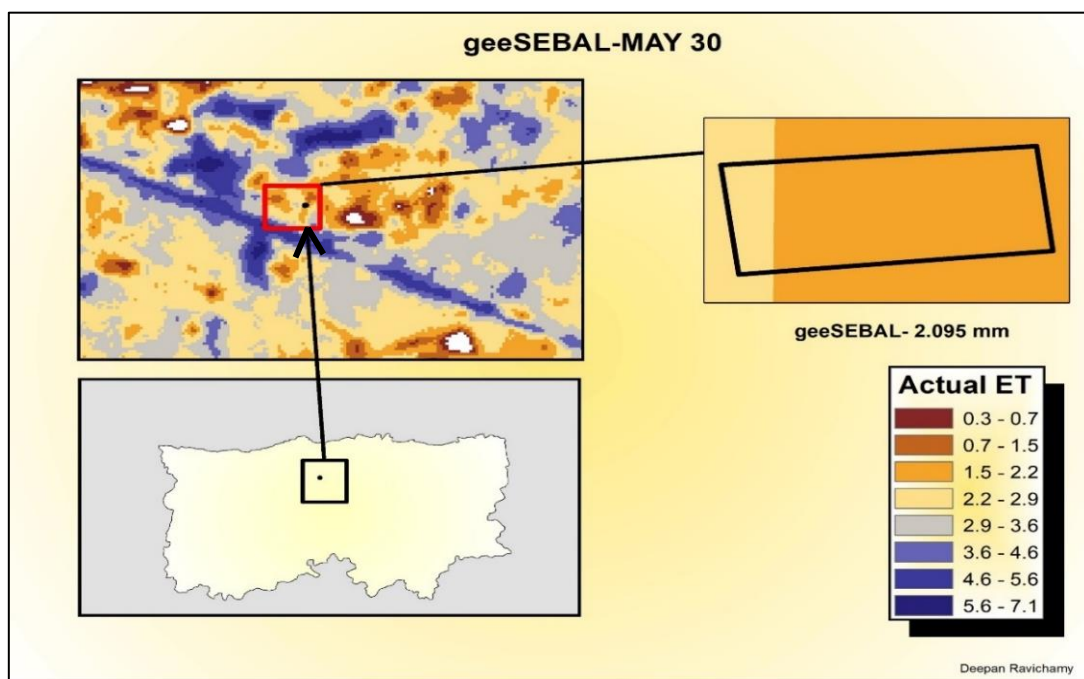 geeSEBAL-MAY 30
geeSEBAL- 2.095 mm
Actual ET
0.3 - 0.7
0.7 - 1.5
1.5 - 2.2
2.2 - 2.9
2.9 - 3.6
3.6 - 4.6
4.6 - 5.6
5.6 - 7.1
Deepan Ravichamy